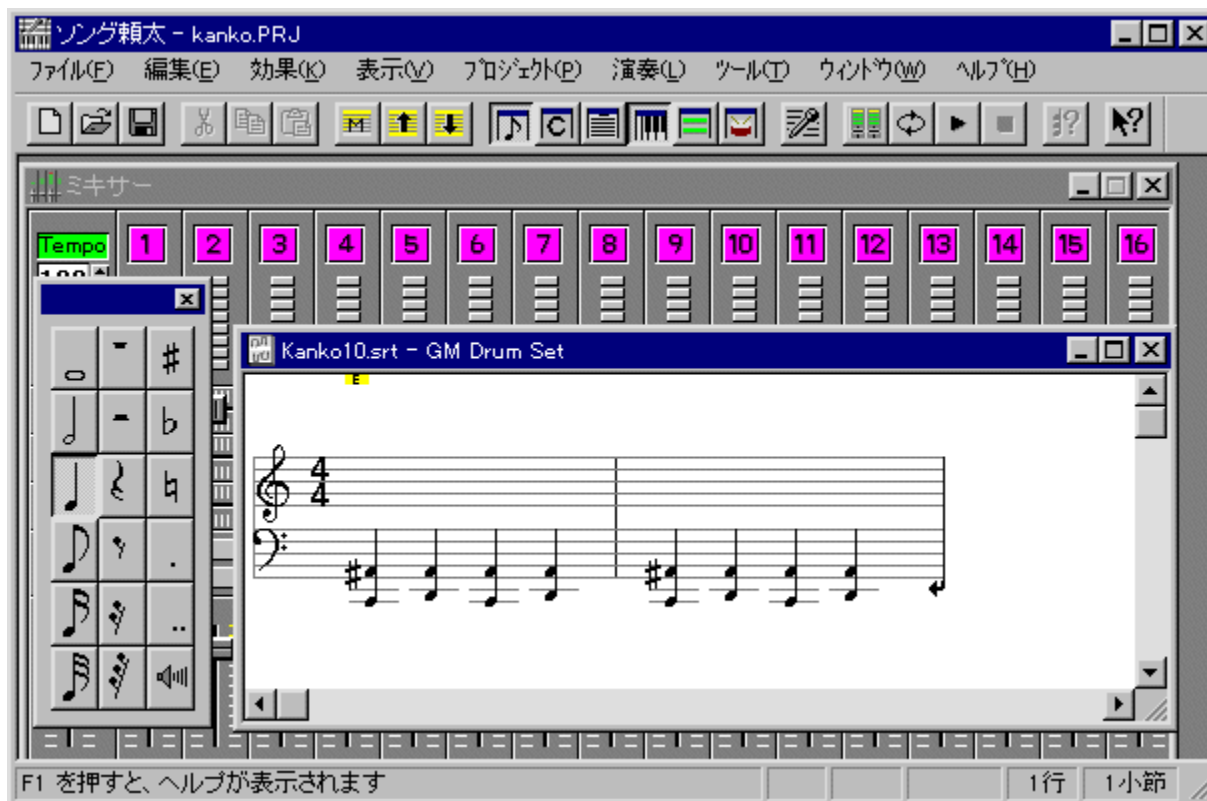 ソング頼太 - kanko.PRJ
ファイル(F) 編集(E) 効果(K) 表示(V) プロジェクト(P) 演奏(L) ツール(T) ウィンドウ(W) ヘルプ(H)
ミキサー
Tempo 1 2 3 4 5 6 7 8 9 10 11 12 13 14 15 16
Kanko10.srt - GM Drum Set
E
4
4
F1 を押すと、ヘルプが表示されます 1行 1小節